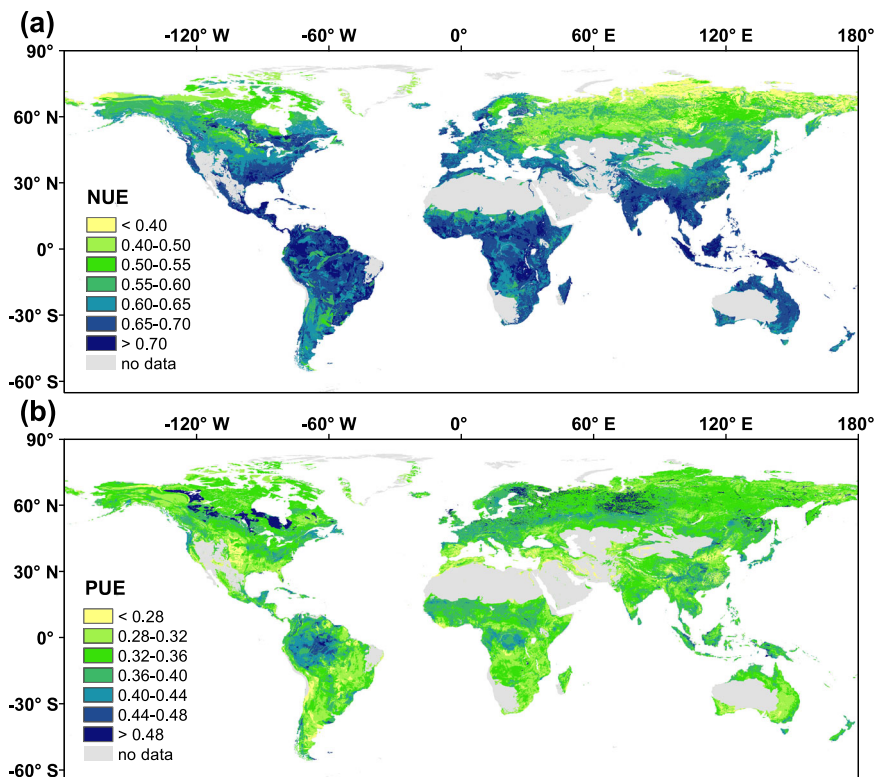 (a)
-120° -60° 0° 60° E 120° E 180°
90°
60° N
30° N
0°
-30° S
-60° S
NUE
< 0.40
0.40-0.50
0.50-0.55
0.55-0.60
0.60-0.65
0.65-0.70
> 0.70
no data
(b)
-120° -60° 0° 60° E 120° E 180°
90°
60° N
30° N
0°
-30° S
-60° S
PUE
< 0.28
0.28-0.32
0.32-0.36
0.36-0.40
0.40-0.44
0.44-0.48
> 0.48
no data